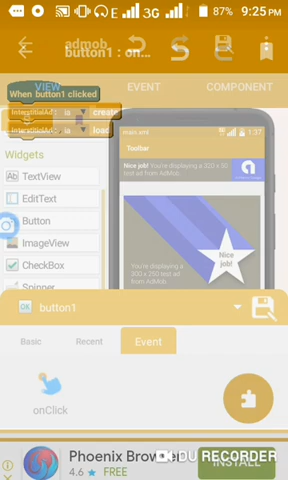 3G 87% 9:25 PM
admob
button1 : on...
VIEW EVENT COMPONENT
When button1 clicked
InterstitialAd is create
InterstitialAd is load
Widgets
TextView
EditText
Button
ImageView
CheckBox
Spinner
main.xml 1:37
Toolbar
Nice job! You're displaying a 320 x 50
test ad from AdMob.
Nice
job!
You're displaying a
300 x 250 test ad
from AdMob.
OK button1
Basic Recent Event
onClick
Phoenix Browser
4.6 ★ FREE
INSTALL
DU RECORDER